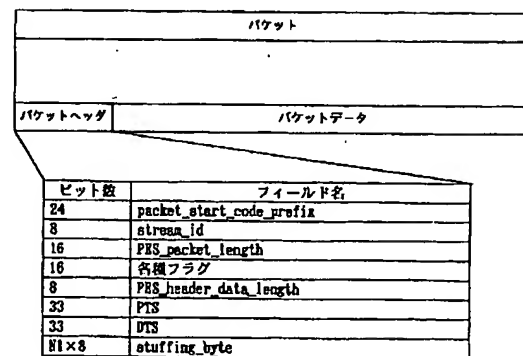 パケット
パケットヘッダ パケットデータ
ビット数 フィールド名
24 packet_start_code_prefix
8 stream_id
16 PES_packet_length
16 各種フラグ
8 PES_header_data_length
33 PTS
33 DTS
N1×8 stuffing_byte